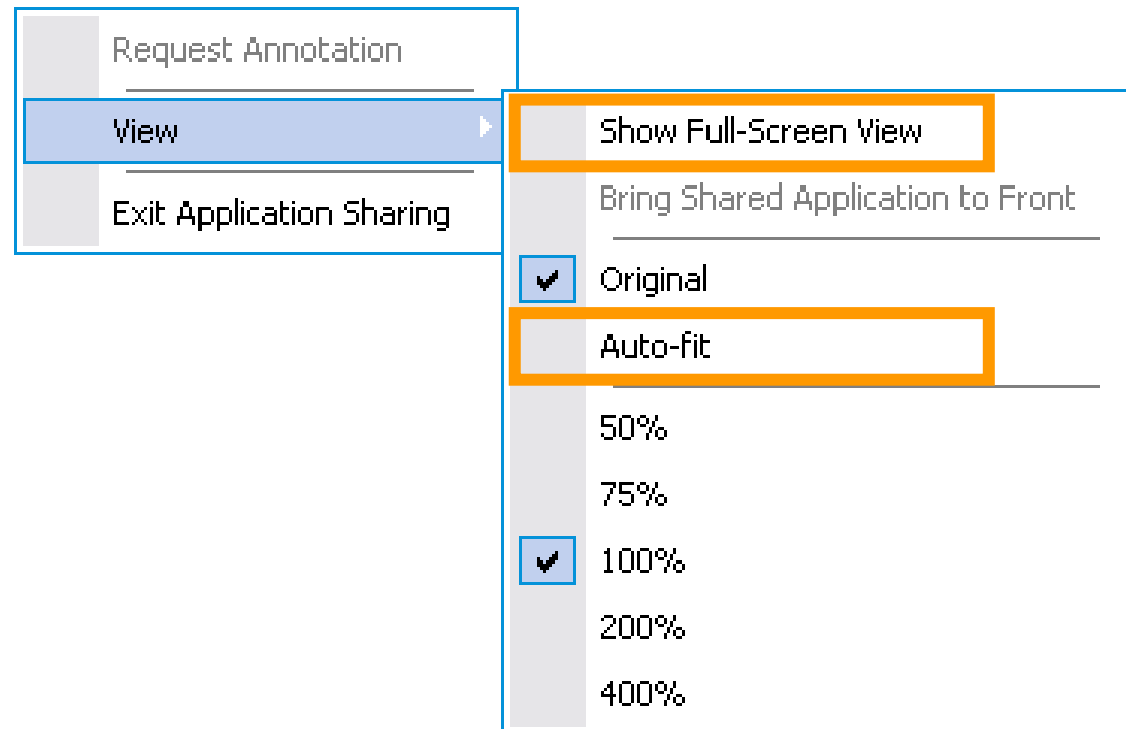 Request Annotation
View
Exit Application Sharing
Show Full-Screen View
Bring Shared Application to Front
Original
Auto-fit
50%
75%
100%
200%
400%